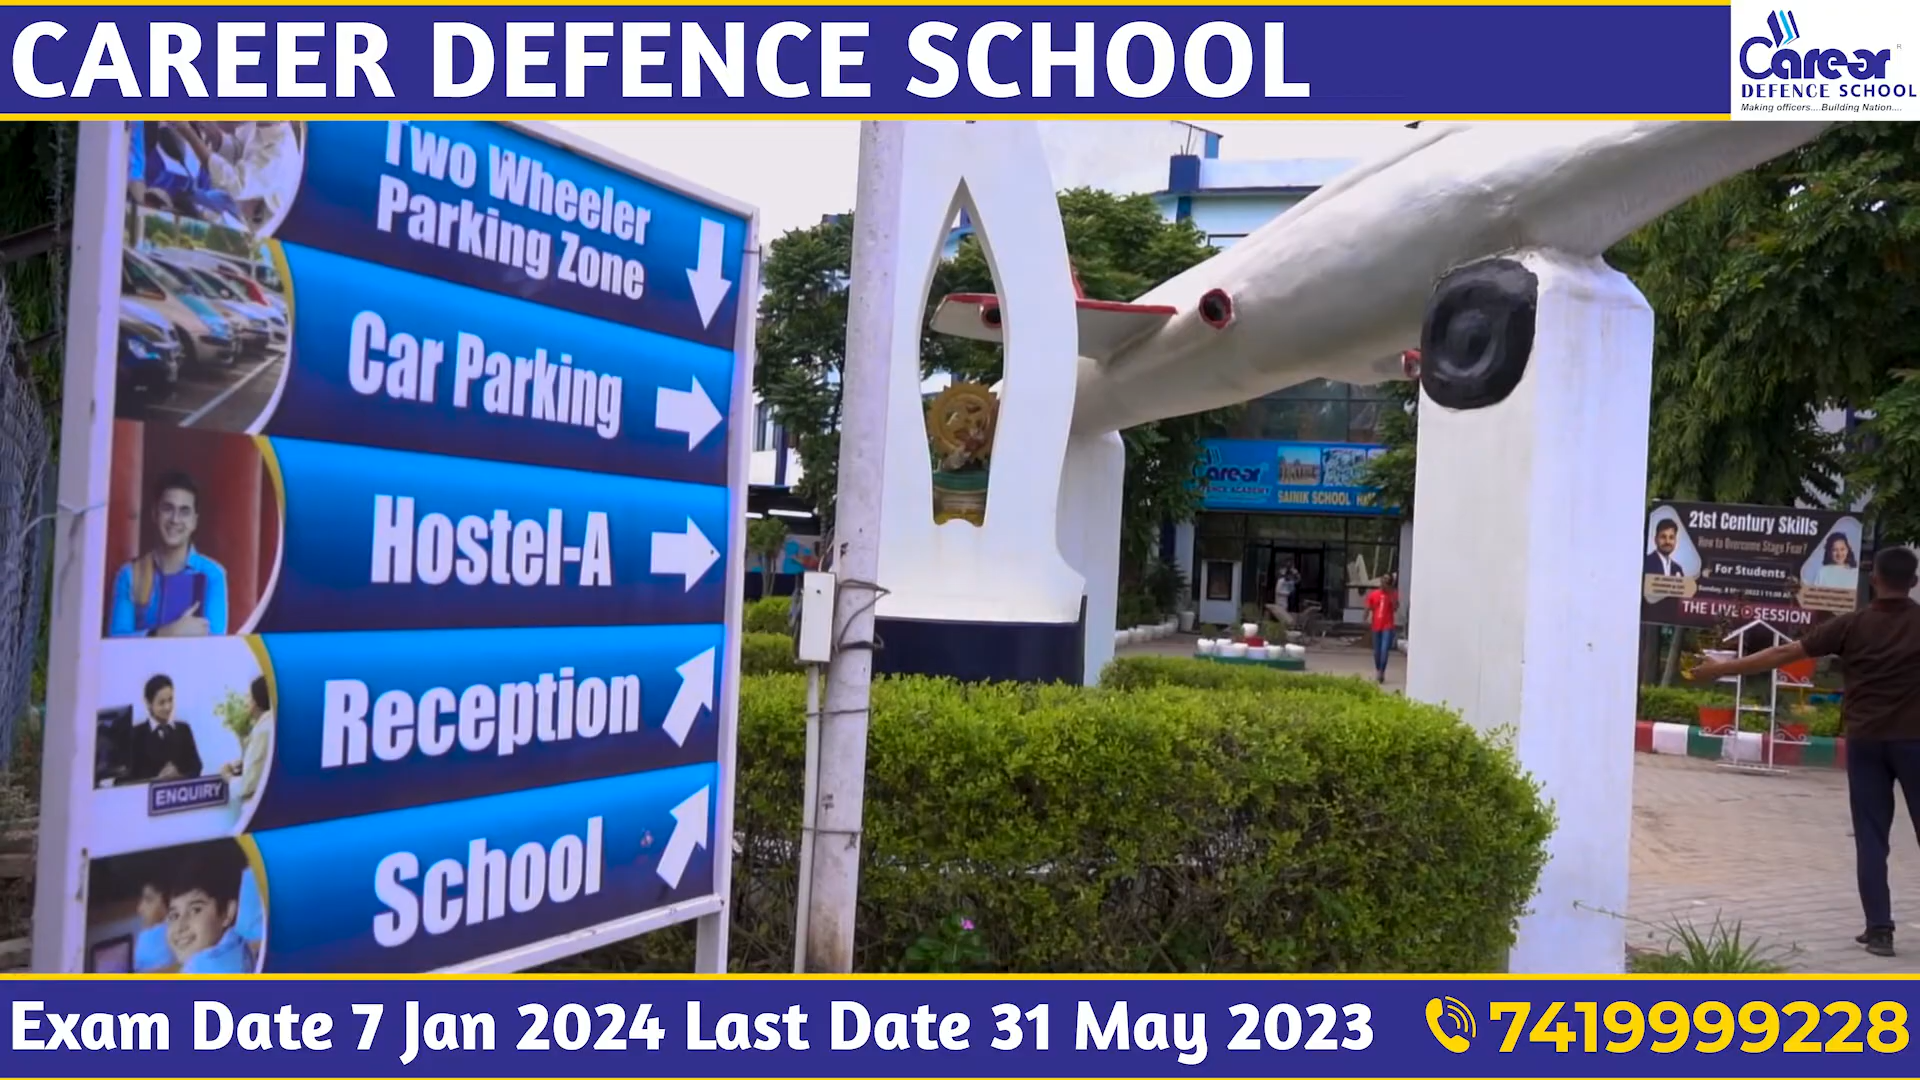 CAREER DEFENCE SCHOOL
Career
DEFENCE SCHOOL
Making officers....Building Nation....
Two Wheeler
Parking Zone
Car Parking
Hostel-A
Reception
ENQUIRY
School
Career
SAINIK SCHOOL
21st Century Skills
How to Overcome Stage Fear?
For Students
THE LIVE SESSION
Exam Date 7 Jan 2024 Last Date 31 May 2023
7419999228